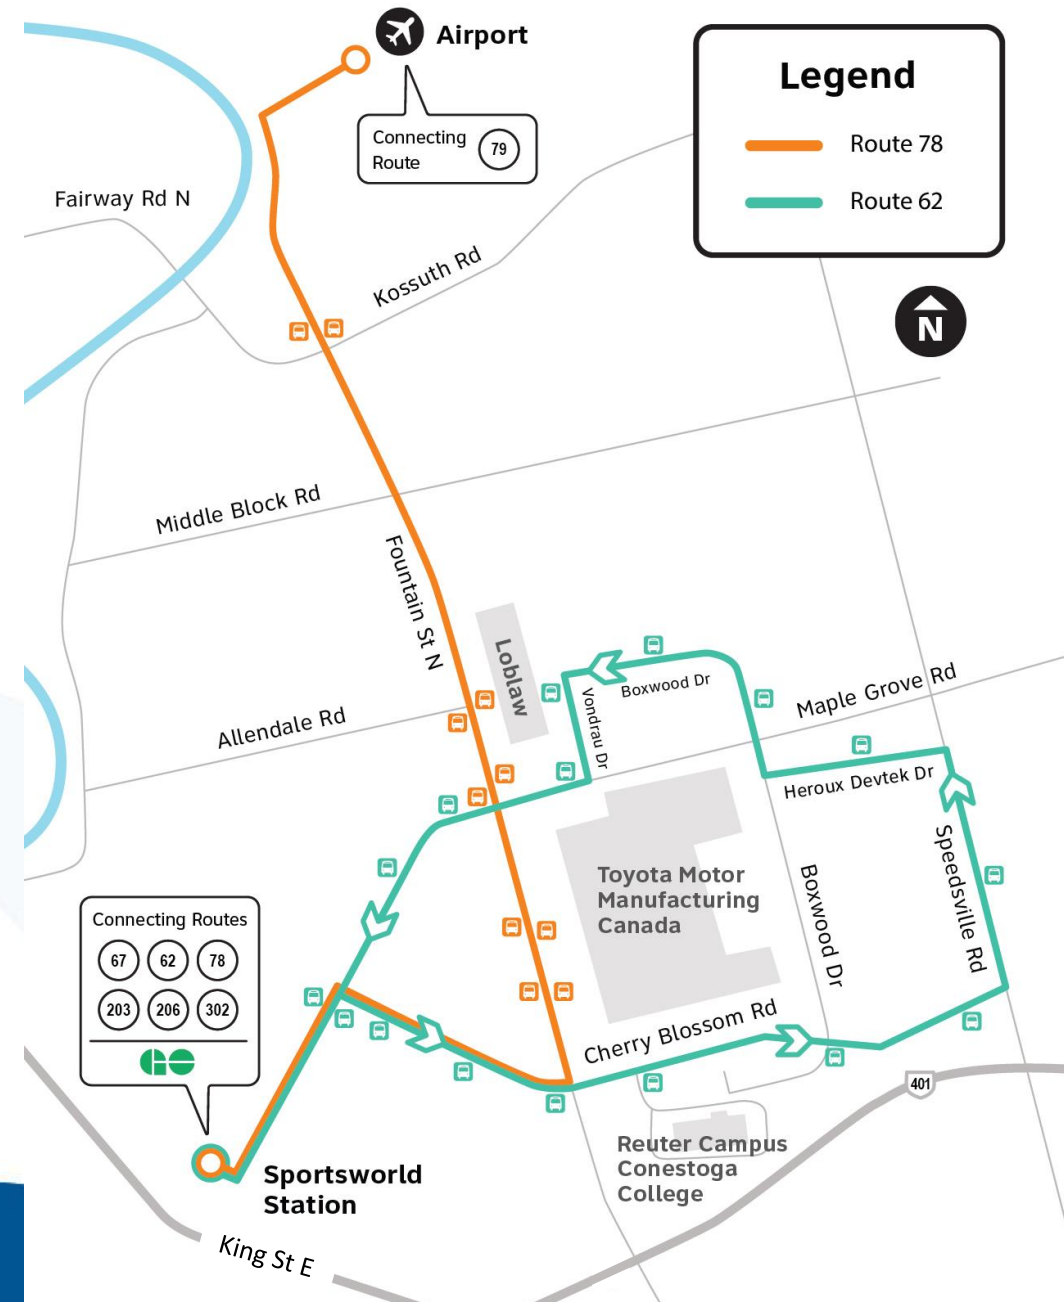 Airport
Connecting
Route
79
Legend
Route 78
Route 62
N
Fairway Rd N
Kossuth Rd
Middle Block Rd
Fountain St N
Loblaw
Boxwood Dr
Vondrau Dr
Maple Grove Rd
Allendale Rd
Heroux Devtek Dr
Speedsville Rd
Toyota Motor
Manufacturing
Canada
Boxwood Dr
Connecting Routes
67 62 78
203 206 302
GO
Cherry Blossom Rd
401
Reuter Campus
Conestoga
College
Sportsworld
Station
King St E